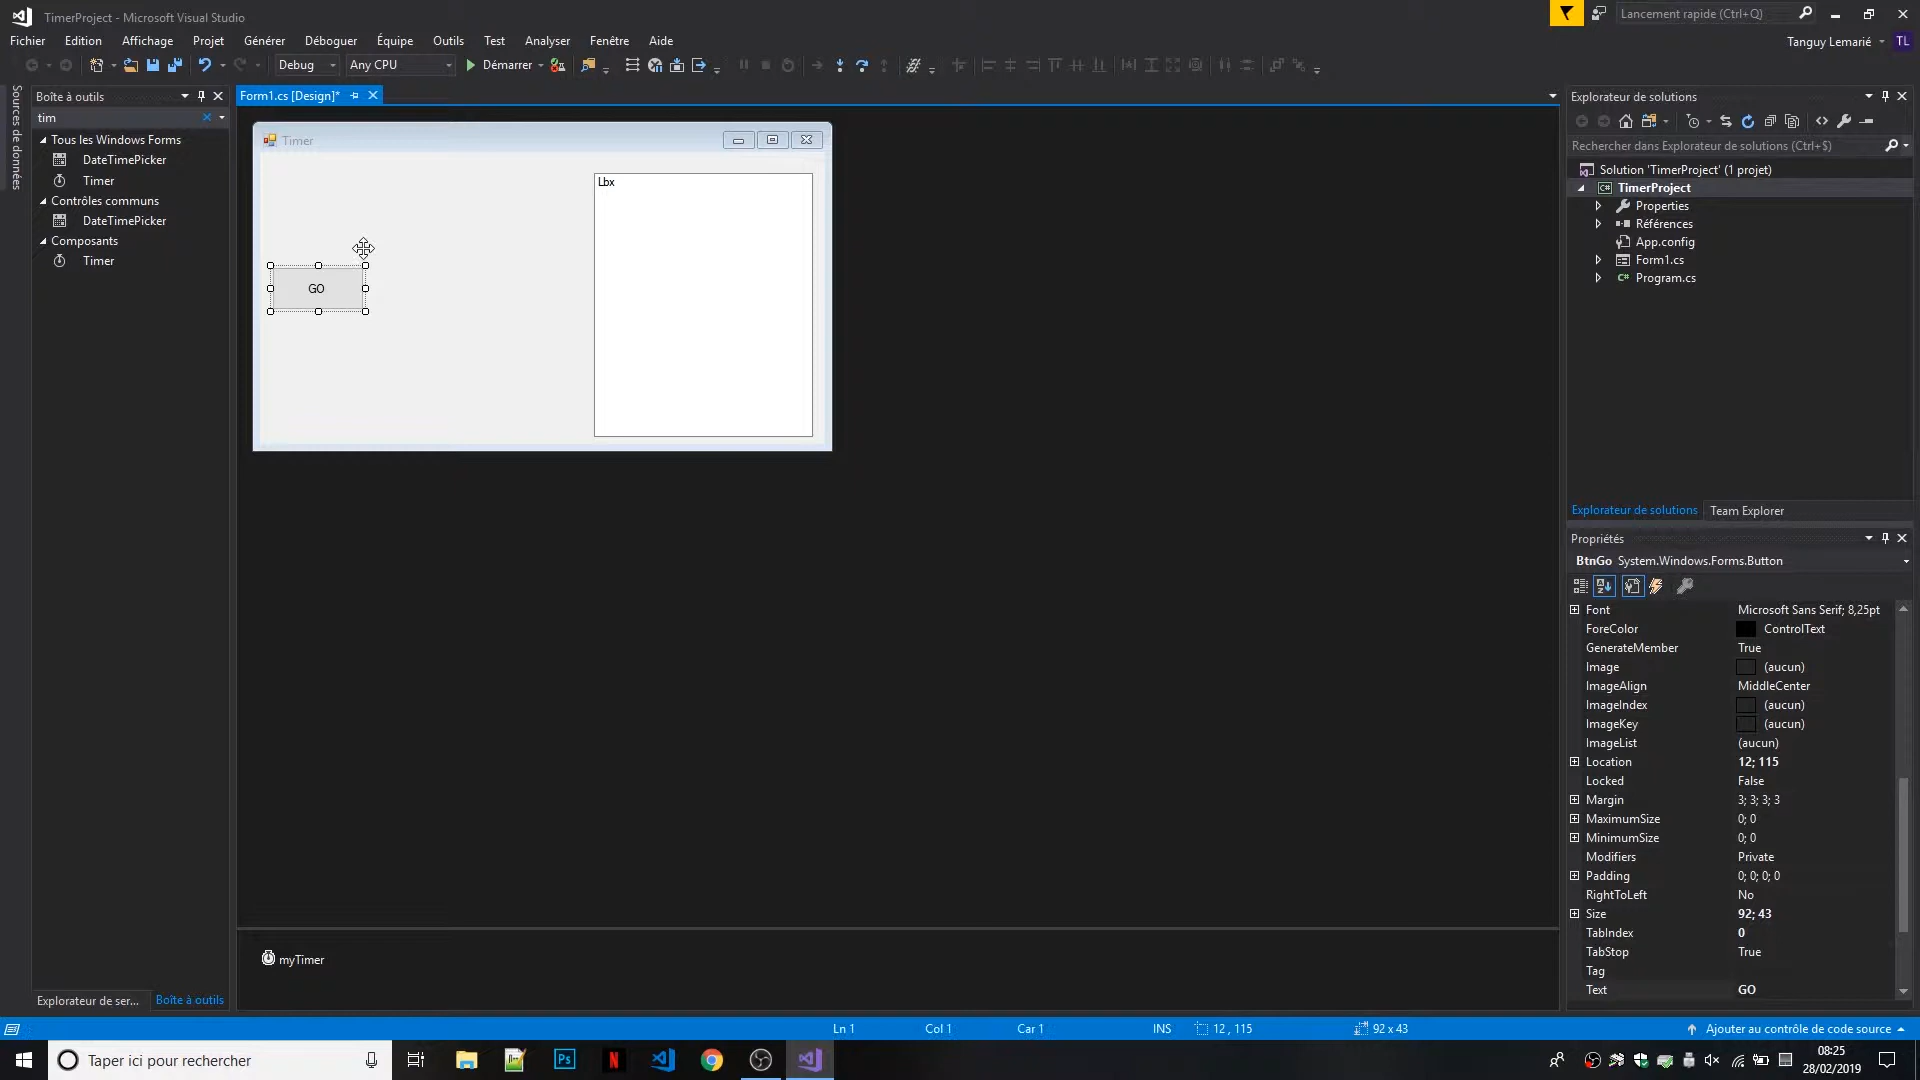 TimerProject - Microsoft Visual Studio
Lancement rapide (Ctrl+Q)
Fichier Edition Affichage Projet Générer Déboguer Équipe Outils Test Analyser Fenêtre Aide
Tanguy Lemarié TL
Debug Any CPU Démarrer
Sources de données
Boîte à outils
tim
Tous les Windows Forms
DateTimePicker
Timer
Contrôles communs
DateTimePicker
Composants
Timer
Explorateur de ser... Boîte à outils
Form1.cs [Design]*
Timer
Lbx
GO
myTimer
Explorateur de solutions
Rechercher dans Explorateur de solutions (Ctrl+$)
Solution 'TimerProject' (1 projet)
TimerProject
Properties
Références
App.config
Form1.cs
Program.cs
Explorateur de solutions Team Explorer
Propriétés
BtnGo System.Windows.Forms.Button
Font Microsoft Sans Serif; 8,25pt
ForeColor ControlText
GenerateMember True
Image (aucun)
ImageAlign MiddleCenter
ImageIndex (aucun)
ImageKey (aucun)
ImageList (aucun)
Location 12; 115
Locked False
Margin 3; 3; 3; 3
MaximumSize 0; 0
MinimumSize 0; 0
Modifiers Private
Padding 0; 0; 0; 0
RightToLeft No
Size 92; 43
TabIndex 0
TabStop True
Tag
Text GO
Ln 1 Col 1 Car 1 INS 12 , 115 92 x 43 Ajouter au contrôle de code source
Taper ici pour rechercher
08:25
28/02/2019